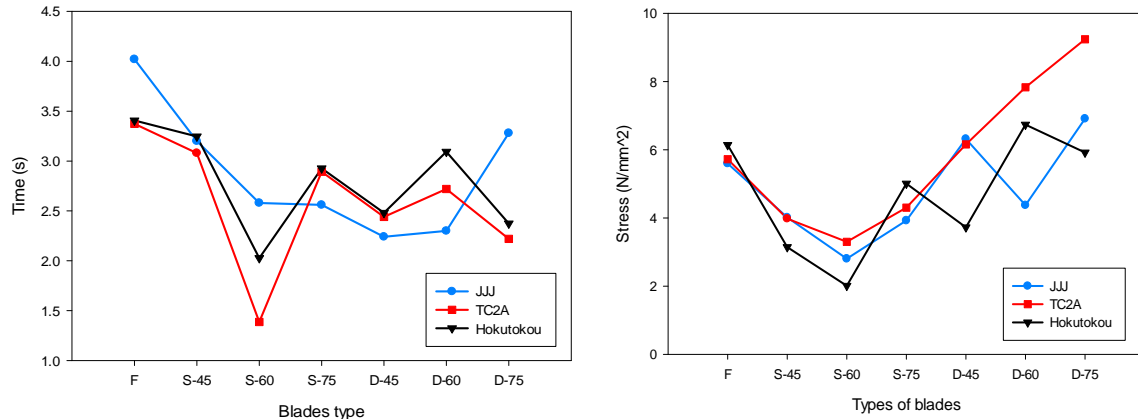 4.5
4.0
3.5
3.0
2.5
2.0
1.5
1.0
Time (s)
F S-45 S-60 S-75 D-45 D-60 D-75
Blades type
JJJ
TC2A
Hokutokou
10
8
6
4
2
0
Stress (N/mm^2)
F S-45 S-60 S-75 D-45 D-60 D-75
Types of blades
JJJ
TC2A
Hokutokou